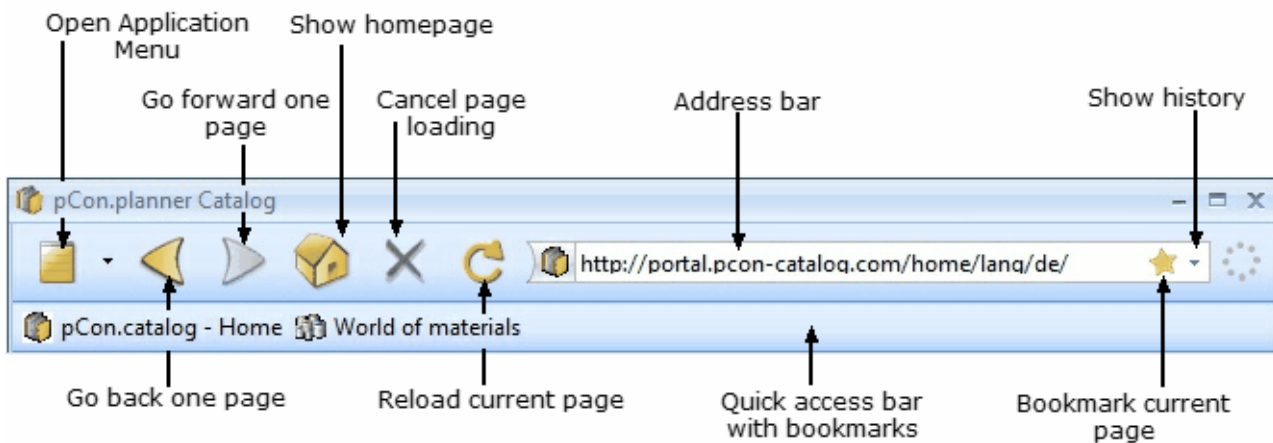 Open Application
Menu
Show homepage
Go forward one
page
Cancel page
loading
Address bar
Show history
pCon.planner Catalog
http://portal.pcon-catalog.com/home/lang/de/
pCon.catalog - Home
World of materials
Go back one page
Reload current page
Quick access bar
with bookmarks
Bookmark current
page